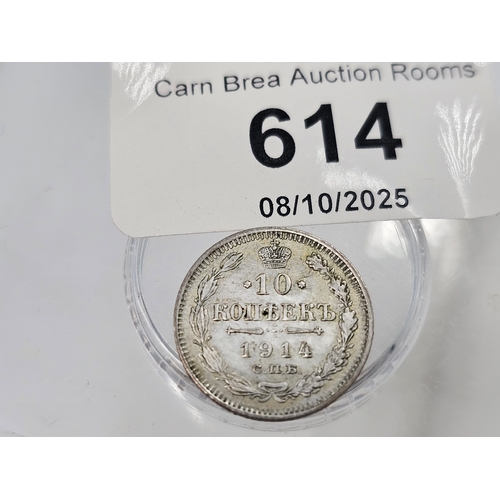 Carn Brea Auction Rooms
614
08/10/2025
10
КОПѢЕКЪ
1914
С.П.Б.